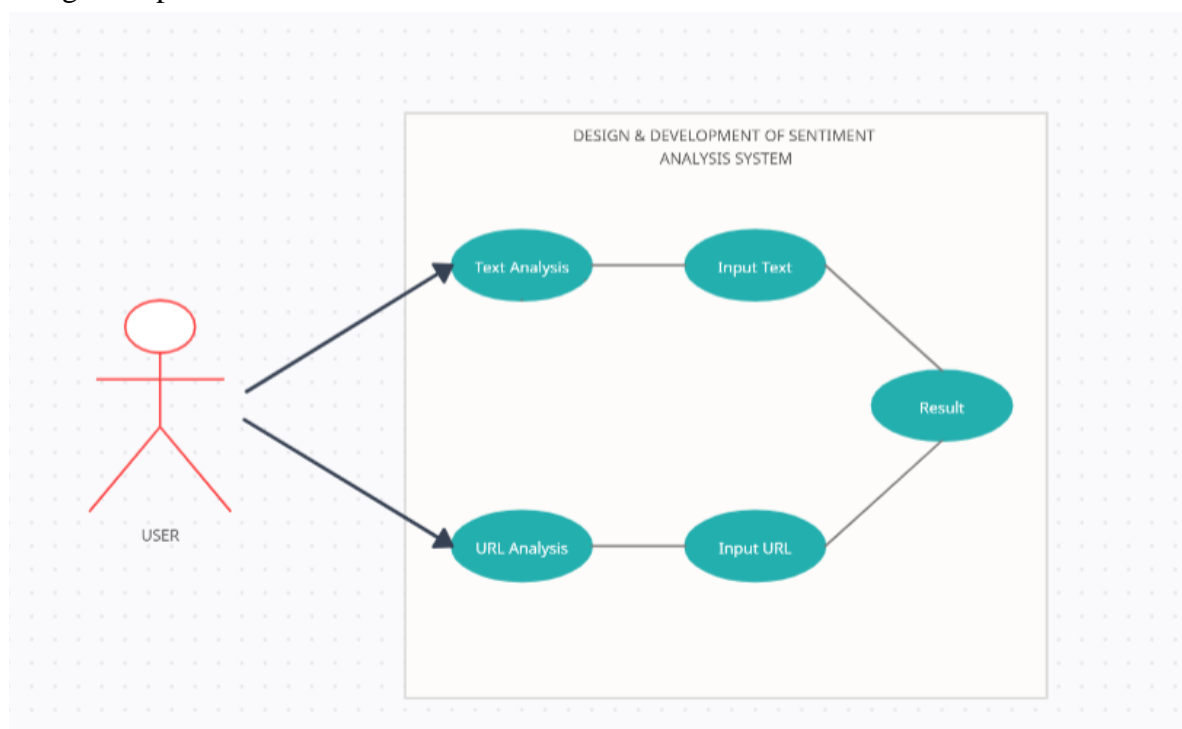 DESIGN & DEVELOPMENT OF SENTIMENT
ANALYSIS SYSTEM
Text Analysis
Input Text
Result
USER
URL Analysis
Input URL